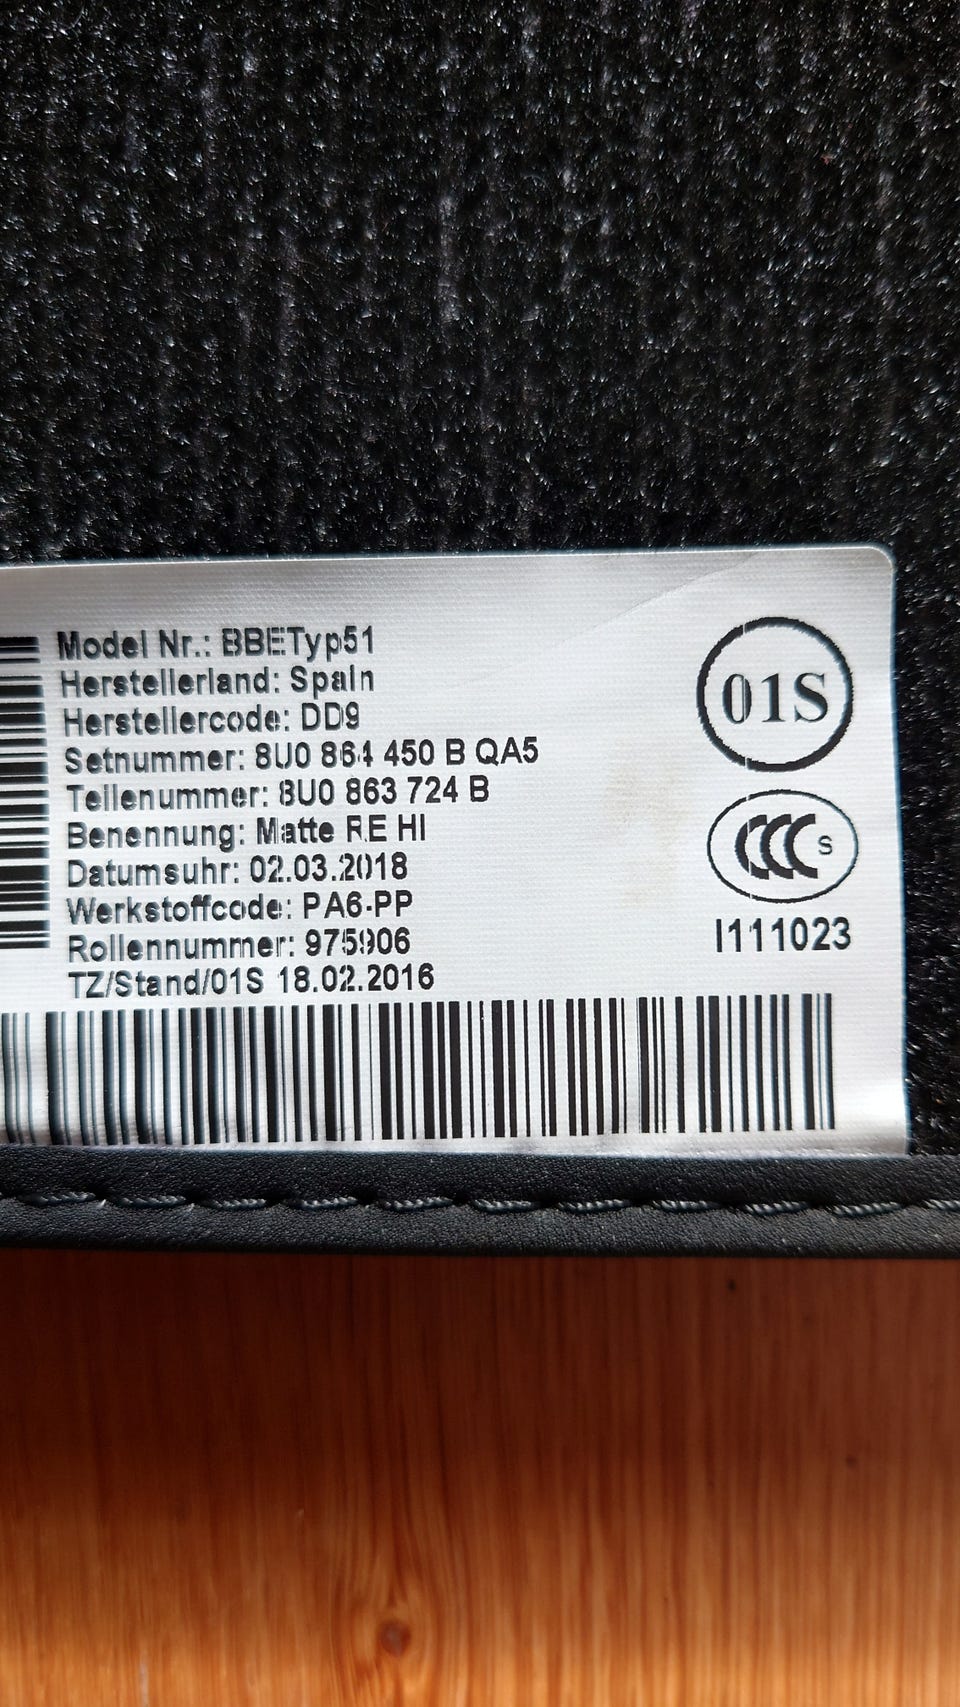 Model Nr.: BBETyp51
Herstellerland: Spain
Herstellercode: DD9
Setnummer: 8U0 864 450 B QA5
Teilenummer: 8U0 863 724 B
Benennung: Matte RE HI
Datumsuhr: 02.03.2018
Werkstoffcode: PA6-PP
Rollennummer: 975906
TZ/Stand/01S 18.02.2016
01S
CCC S
I111023